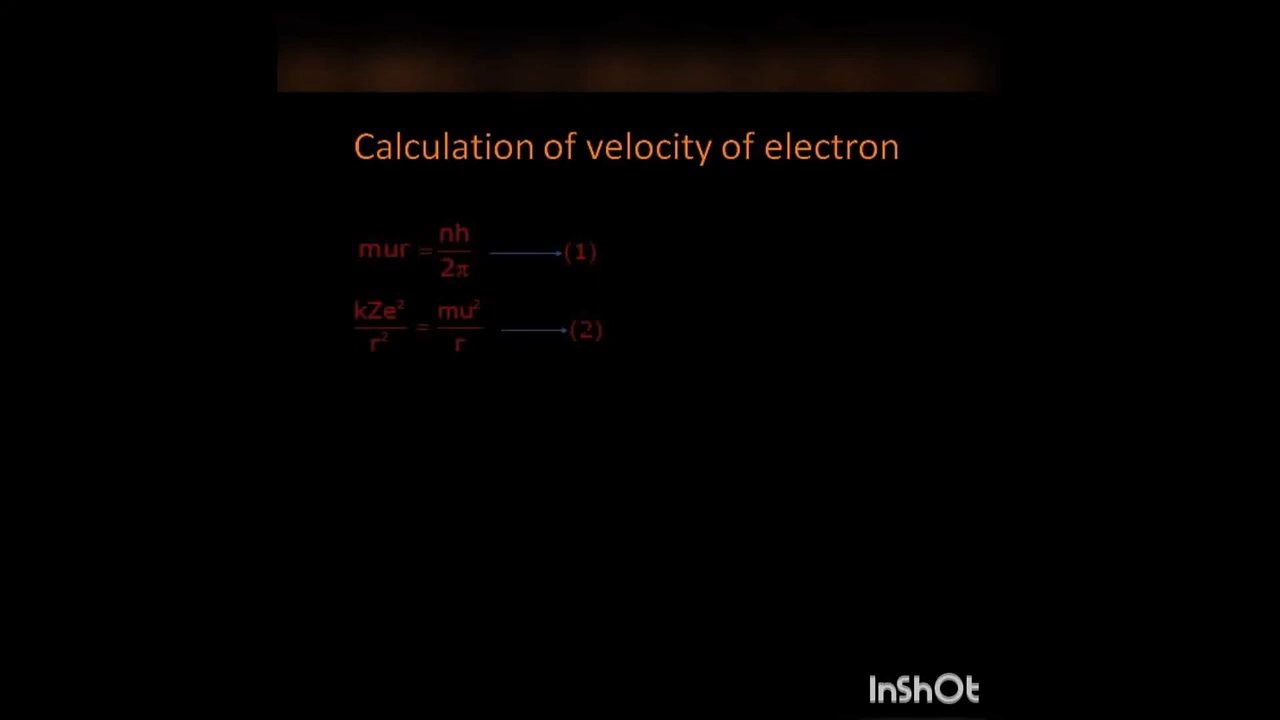 Calculation of velocity of electron
mur = nh/2π → (1)
kZe²/r² = mu²/r → (2)
InShOt